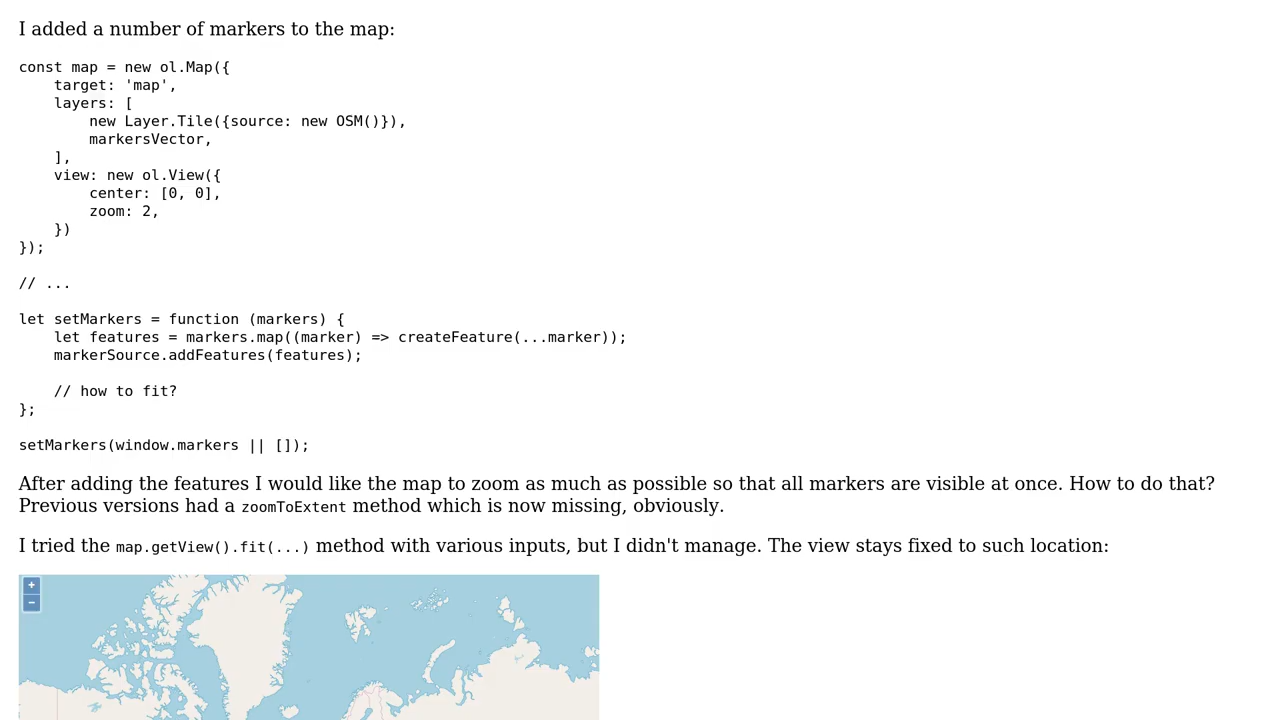 I added a number of markers to the map:
const map = new ol.Map({
    target: 'map',
    layers: [
        new Layer.Tile({source: new OSM()}),
        markersVector,
    ],
    view: new ol.View({
        center: [0, 0],
        zoom: 2,
    })
});
// ...
let setMarkers = function (markers) {
    let features = markers.map((marker) => createFeature(...marker));
    markerSource.addFeatures(features);
    // how to fit?
};
setMarkers(window.markers || []);
After adding the features I would like the map to zoom as much as possible so that all markers are visible at once. How to do that?
Previous versions had a zoomToExtent method which is now missing, obviously.
I tried the map.getView().fit(...) method with various inputs, but I didn't manage. The view stays fixed to such location:
+
−